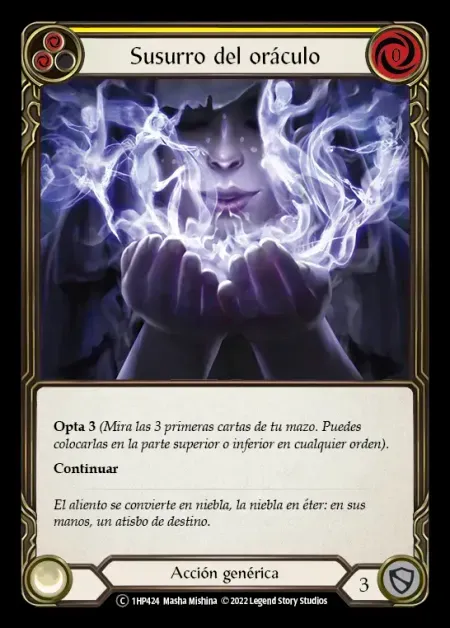 Susurro del oráculo
0
Opta 3 (Mira las 3 primeras cartas de tu mazo. Puedes
colocarlas en la parte superior o inferior en cualquier orden).
Continuar
El aliento se convierte en niebla, la niebla en éter: en sus
manos, un atisbo de destino.
Acción genérica
3
C 1HP424 Masha Mishina © 2022 Legend Story Studios